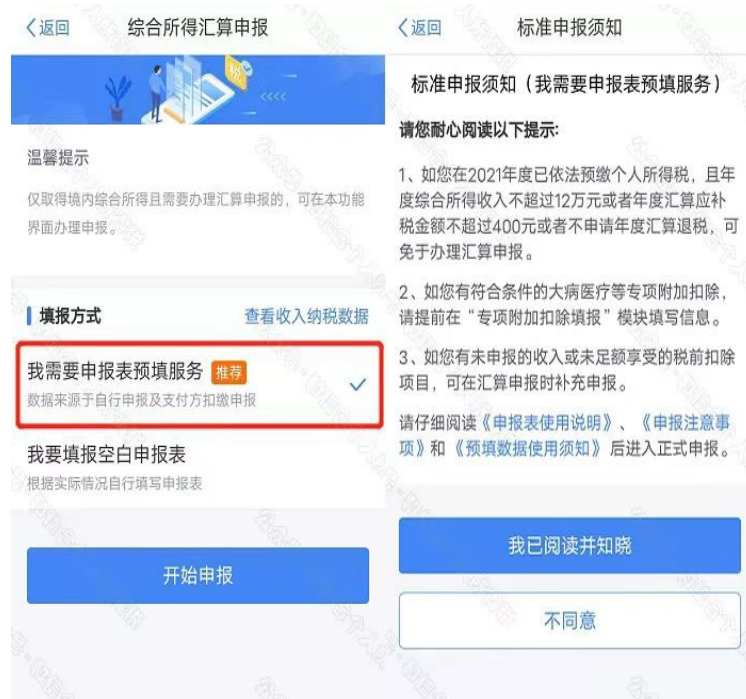 返回
综合所得汇算申报
税
温馨提示
仅取得境内综合所得且需要办理汇算申报的，可在本功能
界面办理申报。
填报方式
查看收入纳税数据
我需要申报表预填服务 推荐
数据来源于自行申报及支付方扣缴申报
我要填报空白申报表
根据实际情况自行填写申报表
开始申报
返回
标准申报须知
标准申报须知（我需要申报表预填服务）
请您耐心阅读以下提示:
1、如您在2021年度已依法预缴个人所得税，且年
度综合所得收入不超过12万元或者年度汇算应补
税金额不超过400元或者不申请年度汇算退税，可
免于办理汇算申报。
2、如您有符合条件的大病医疗等专项附加扣除，
请提前在“专项附加扣除填报”模块填写信息。
3、如您有未申报的收入或未足额享受的税前扣除
项目，可在汇算申报时补充申报。
请仔细阅读《申报表使用说明》、《申报注意事
项》和《预填数据使用须知》后进入正式申报。
我已阅读并知晓
不同意